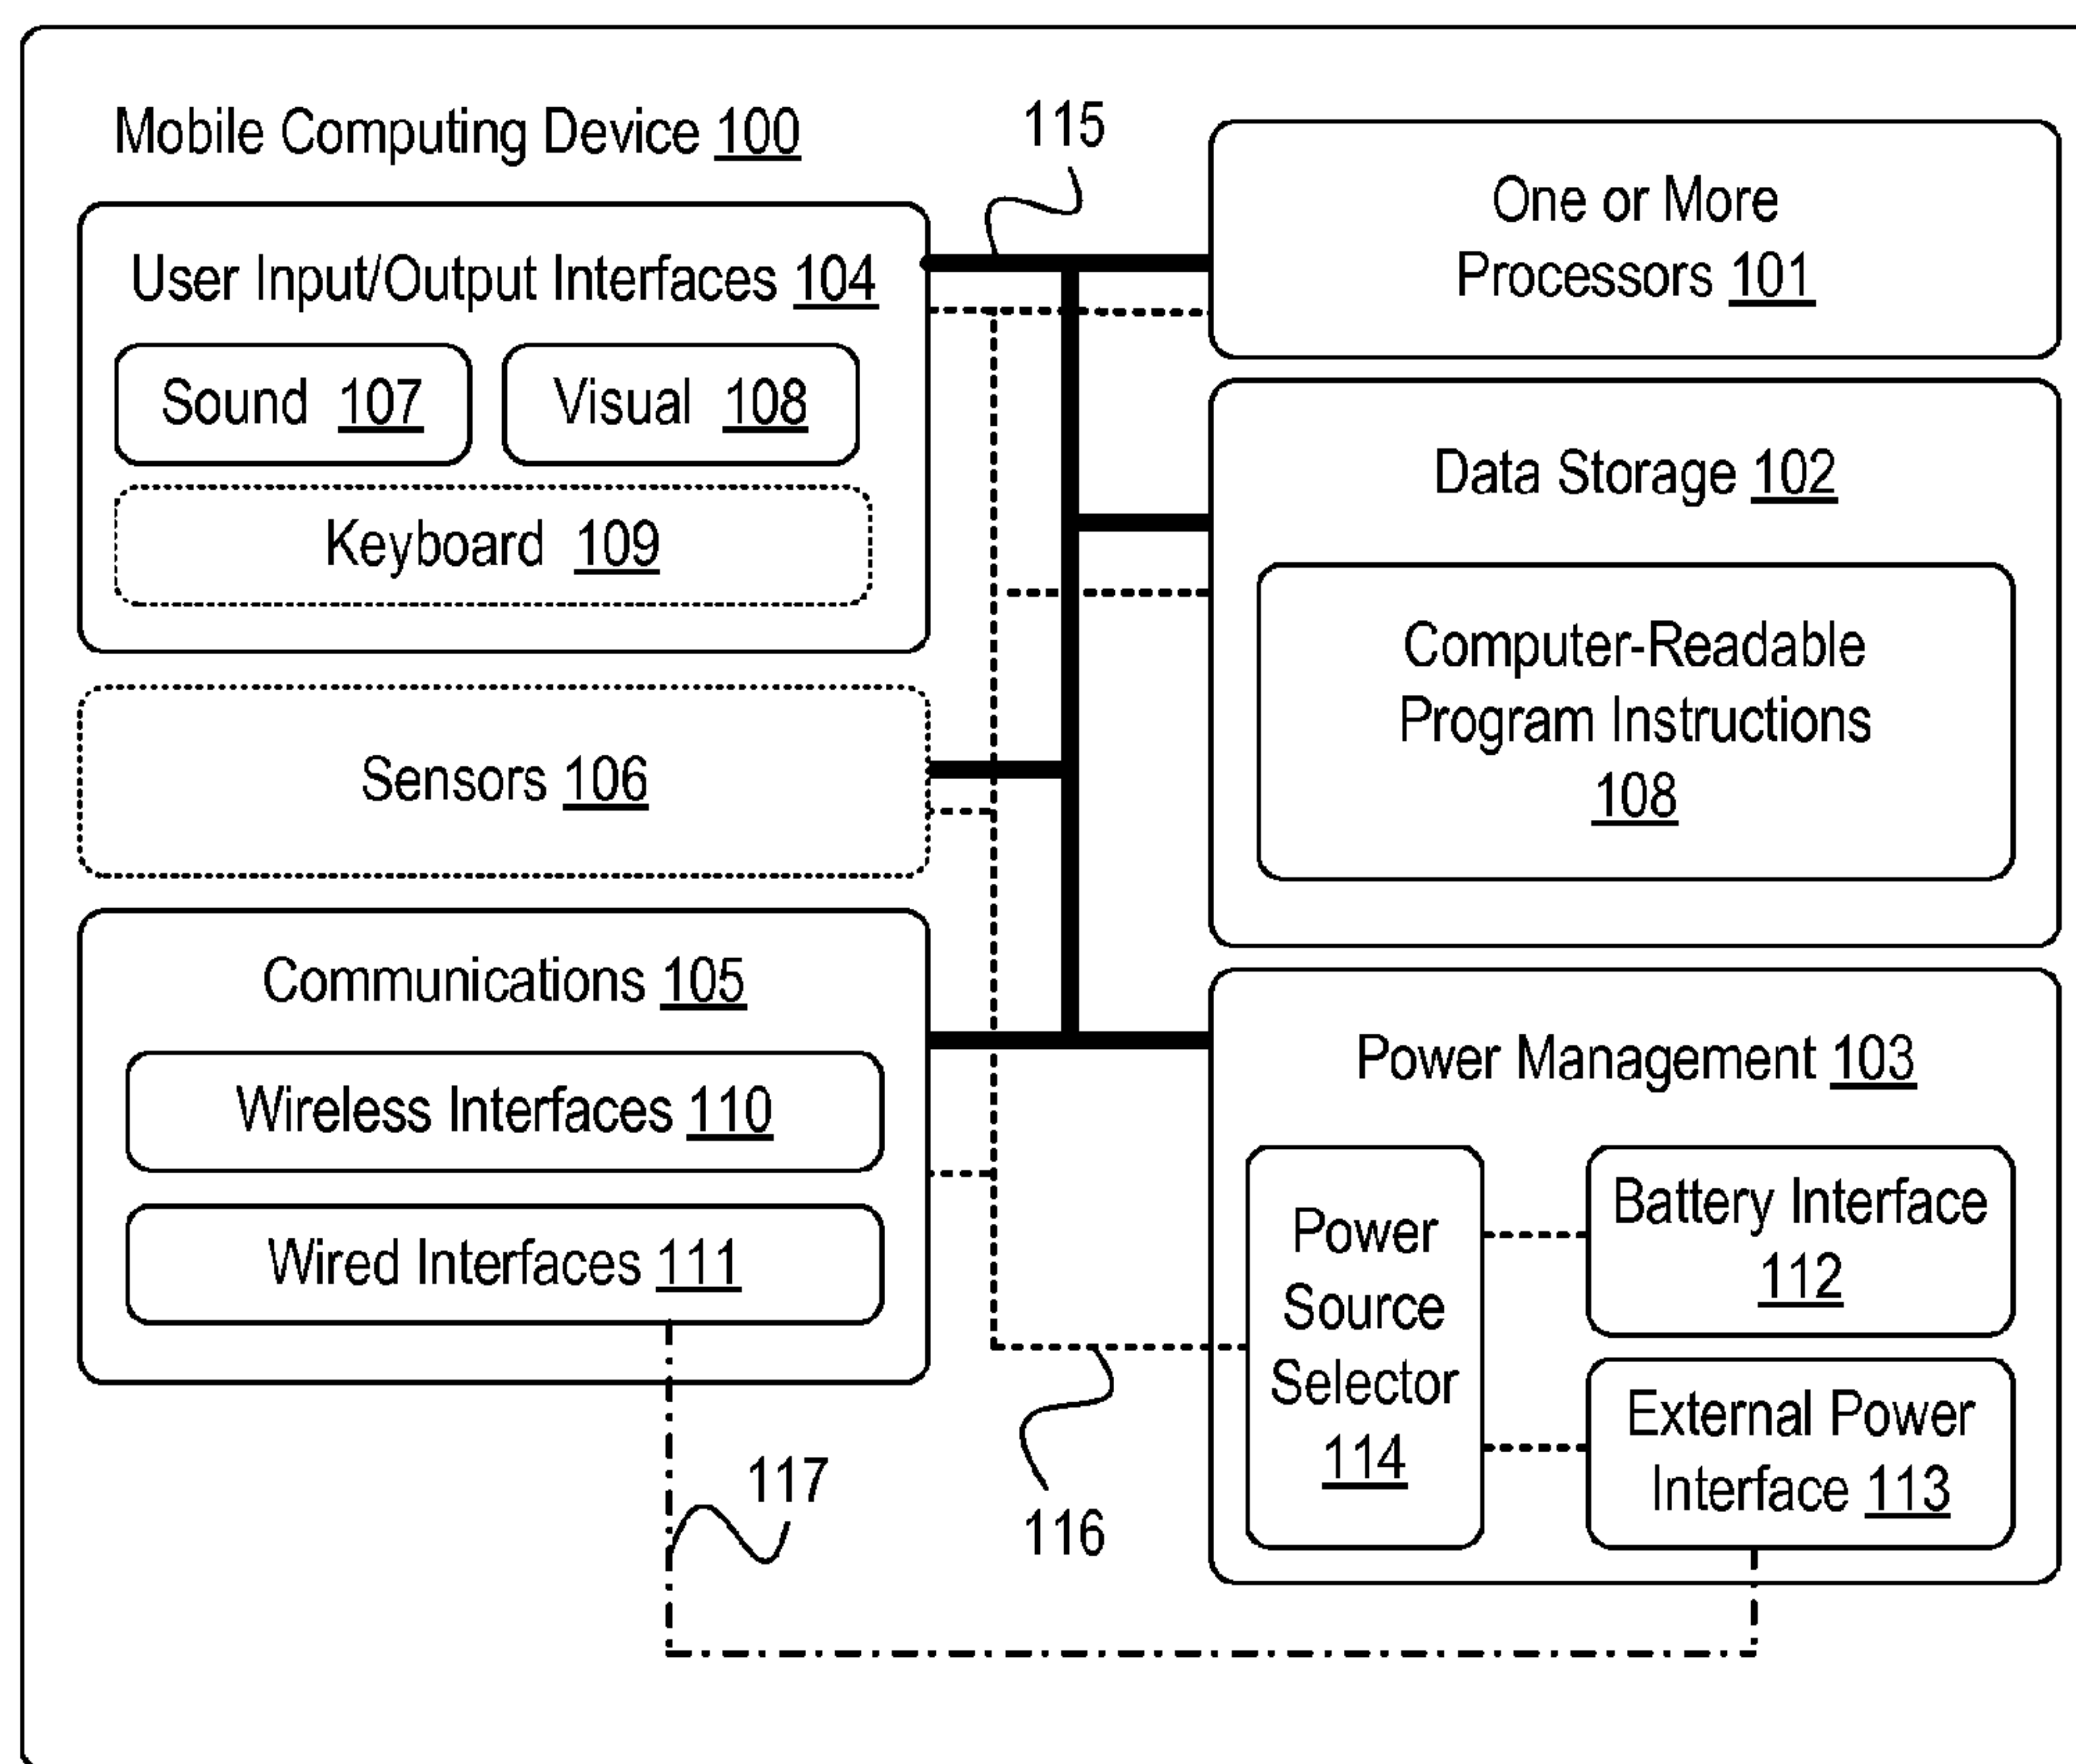 Mobile Computing Device 100
115
User Input/Output Interfaces 104
Sound 107
Visual 108
Keyboard 109
Sensors 106
Communications 105
Wireless Interfaces 110
Wired Interfaces 111
117
116
One or More
Processors 101
Data Storage 102
Computer-Readable
Program Instructions
108
Power Management 103
Power
Source
Selector
114
Battery Interface
112
External Power
Interface 113